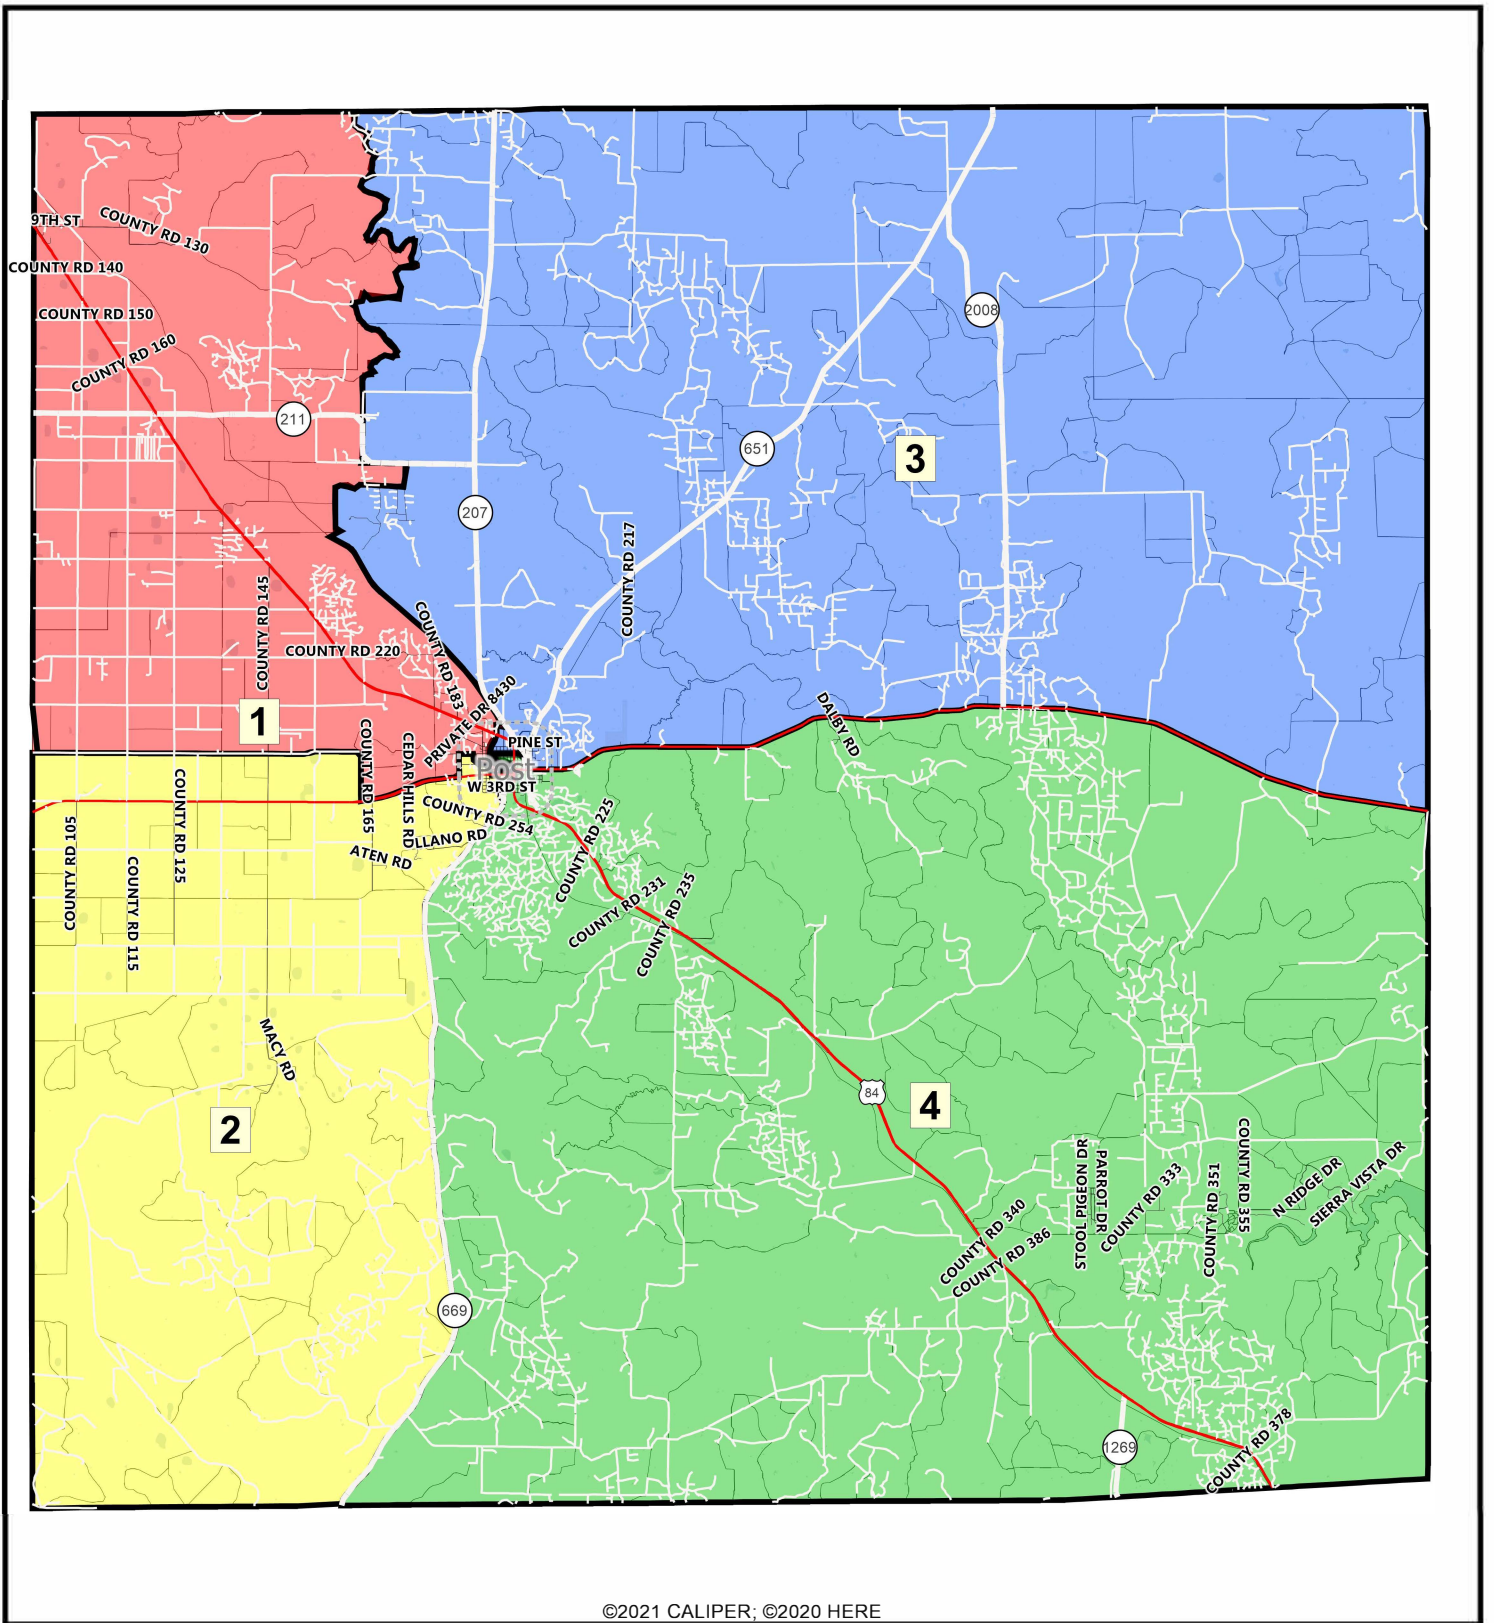 9TH ST
COUNTY RD 130
COUNTY RD 140
COUNTY RD 150
COUNTY RD 160
2008
211
651
3
207
COUNTY RD 217
COUNTY RD 145
COUNTY RD 183
COUNTY RD 220
PRIVATE DR 8430
1
DALBY RD
PINE ST
Post
W 3RD ST
COUNTY RD 165
CEDAR HILLS RD
COUNTY RD 125
COUNTY RD 105
COUNTY RD 115
COUNTY RD 254
LLANO RD
ATEN RD
COUNTY RD 225
COUNTY RD 231
COUNTY RD 235
MACY RD
84
4
2
STOOL PIGEON DR
PARROT DR
COUNTY RD 333
COUNTY RD 351
COUNTY RD 355
N RIDGE DR
SIERRA VISTA DR
COUNTY RD 340
COUNTY RD 386
669
COUNTY RD 378
1269
©2021 CALIPER; ©2020 HERE